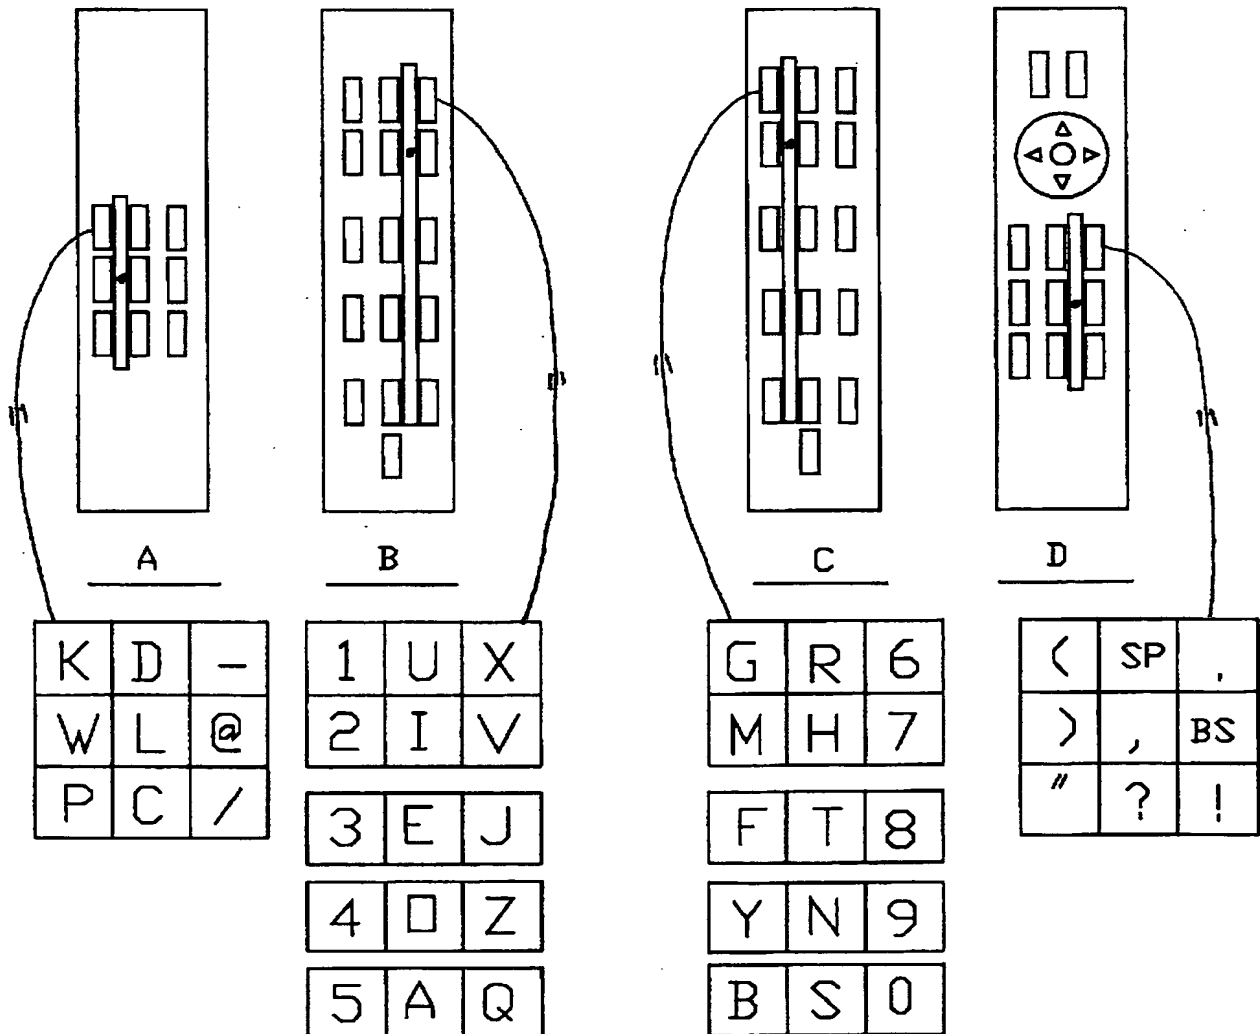 A B C D
K D – 1 U X G R 6 ( SP .
W L @ 2 I V M H 7 ) , BS
P C / 3 E J F T 8 " ? !
4 O Z Y N 9
5 A Q B S 0